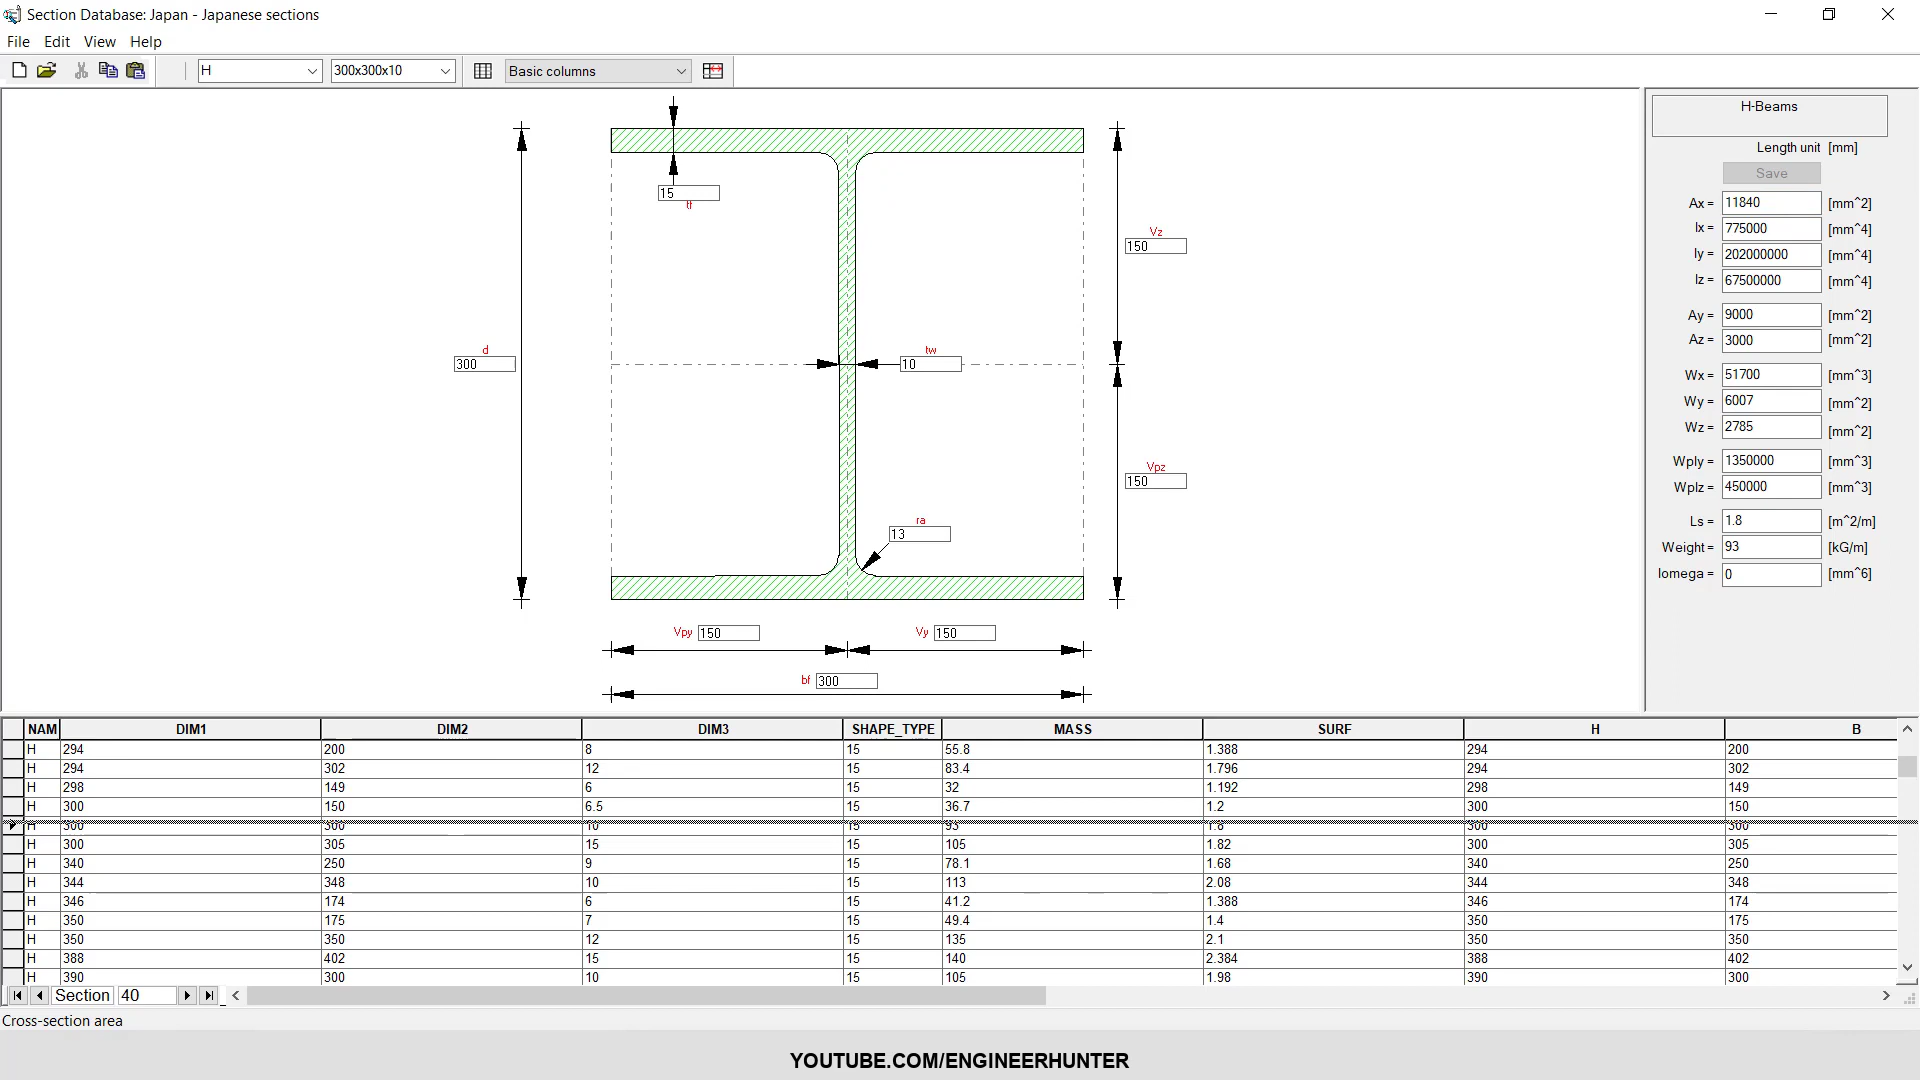 Section Database: Japan - Japanese sections
File Edit View Help
H 300x300x10 Basic columns
15
tf
d
300
tw
10
ra
13
Vz
150
Vpz
150
Vpy 150 Vy 150
bf 300
H-Beams
Length unit [mm]
Save
Ax = 11840 [mm^2]
Ix = 775000 [mm^4]
Iy = 202000000 [mm^4]
Iz = 67500000 [mm^4]
Ay = 9000 [mm^2]
Az = 3000 [mm^2]
Wx = 51700 [mm^3]
Wy = 6007 [mm^2]
Wz = 2785 [mm^2]
Wply = 1350000 [mm^3]
Wplz = 450000 [mm^3]
Ls = 1.8 [m^2/m]
Weight = 93 [kG/m]
Iomega = 0 [mm^6]
NAM DIM1 DIM2 DIM3 SHAPE_TYPE MASS SURF H B
H 294 200 8 15 55.8 1.388 294 200
H 294 302 12 15 83.4 1.796 294 302
H 298 149 6 15 32 1.192 298 149
H 300 150 6.5 15 36.7 1.2 300 150
H 300 300 10 15 93 1.8 300 300
H 300 305 15 15 105 1.82 300 305
H 340 250 9 15 78.1 1.68 340 250
H 344 348 10 15 113 2.08 344 348
H 346 174 6 15 41.2 1.388 346 174
H 350 175 7 15 49.4 1.4 350 175
H 350 350 12 15 135 2.1 350 350
H 388 402 15 15 140 2.384 388 402
H 390 300 10 15 105 1.98 390 300
Section 40
Cross-section area
YOUTUBE.COM/ENGINEERHUNTER